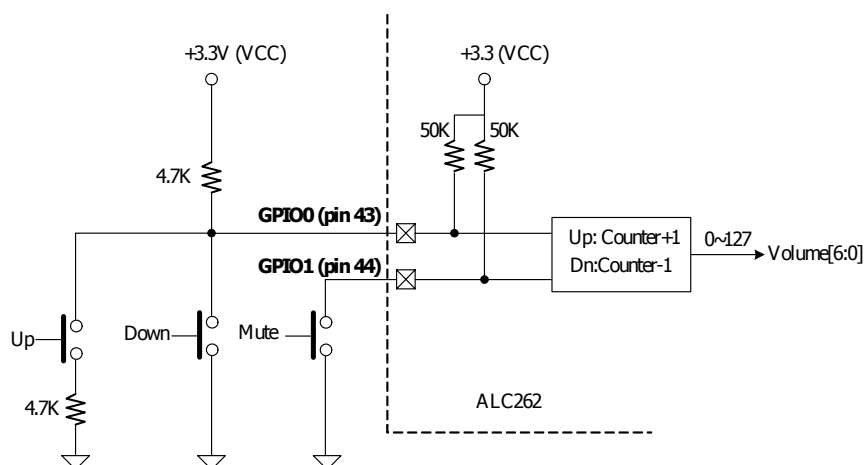 +3.3V (VCC)
+3.3 (VCC)
50K
50K
4.7K
GPIO0 (pin 43)
Up: Counter+1
Dn:Counter-1
0~127
Volume[6:0]
GPIO1 (pin 44)
Up
Down
Mute
4.7K
ALC262